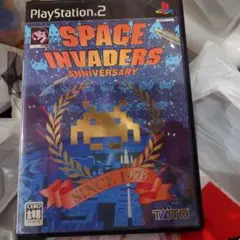 PlayStation 2
SPACE
INVADERS
ANNIVERSARY
SINCE 1978
TAITO